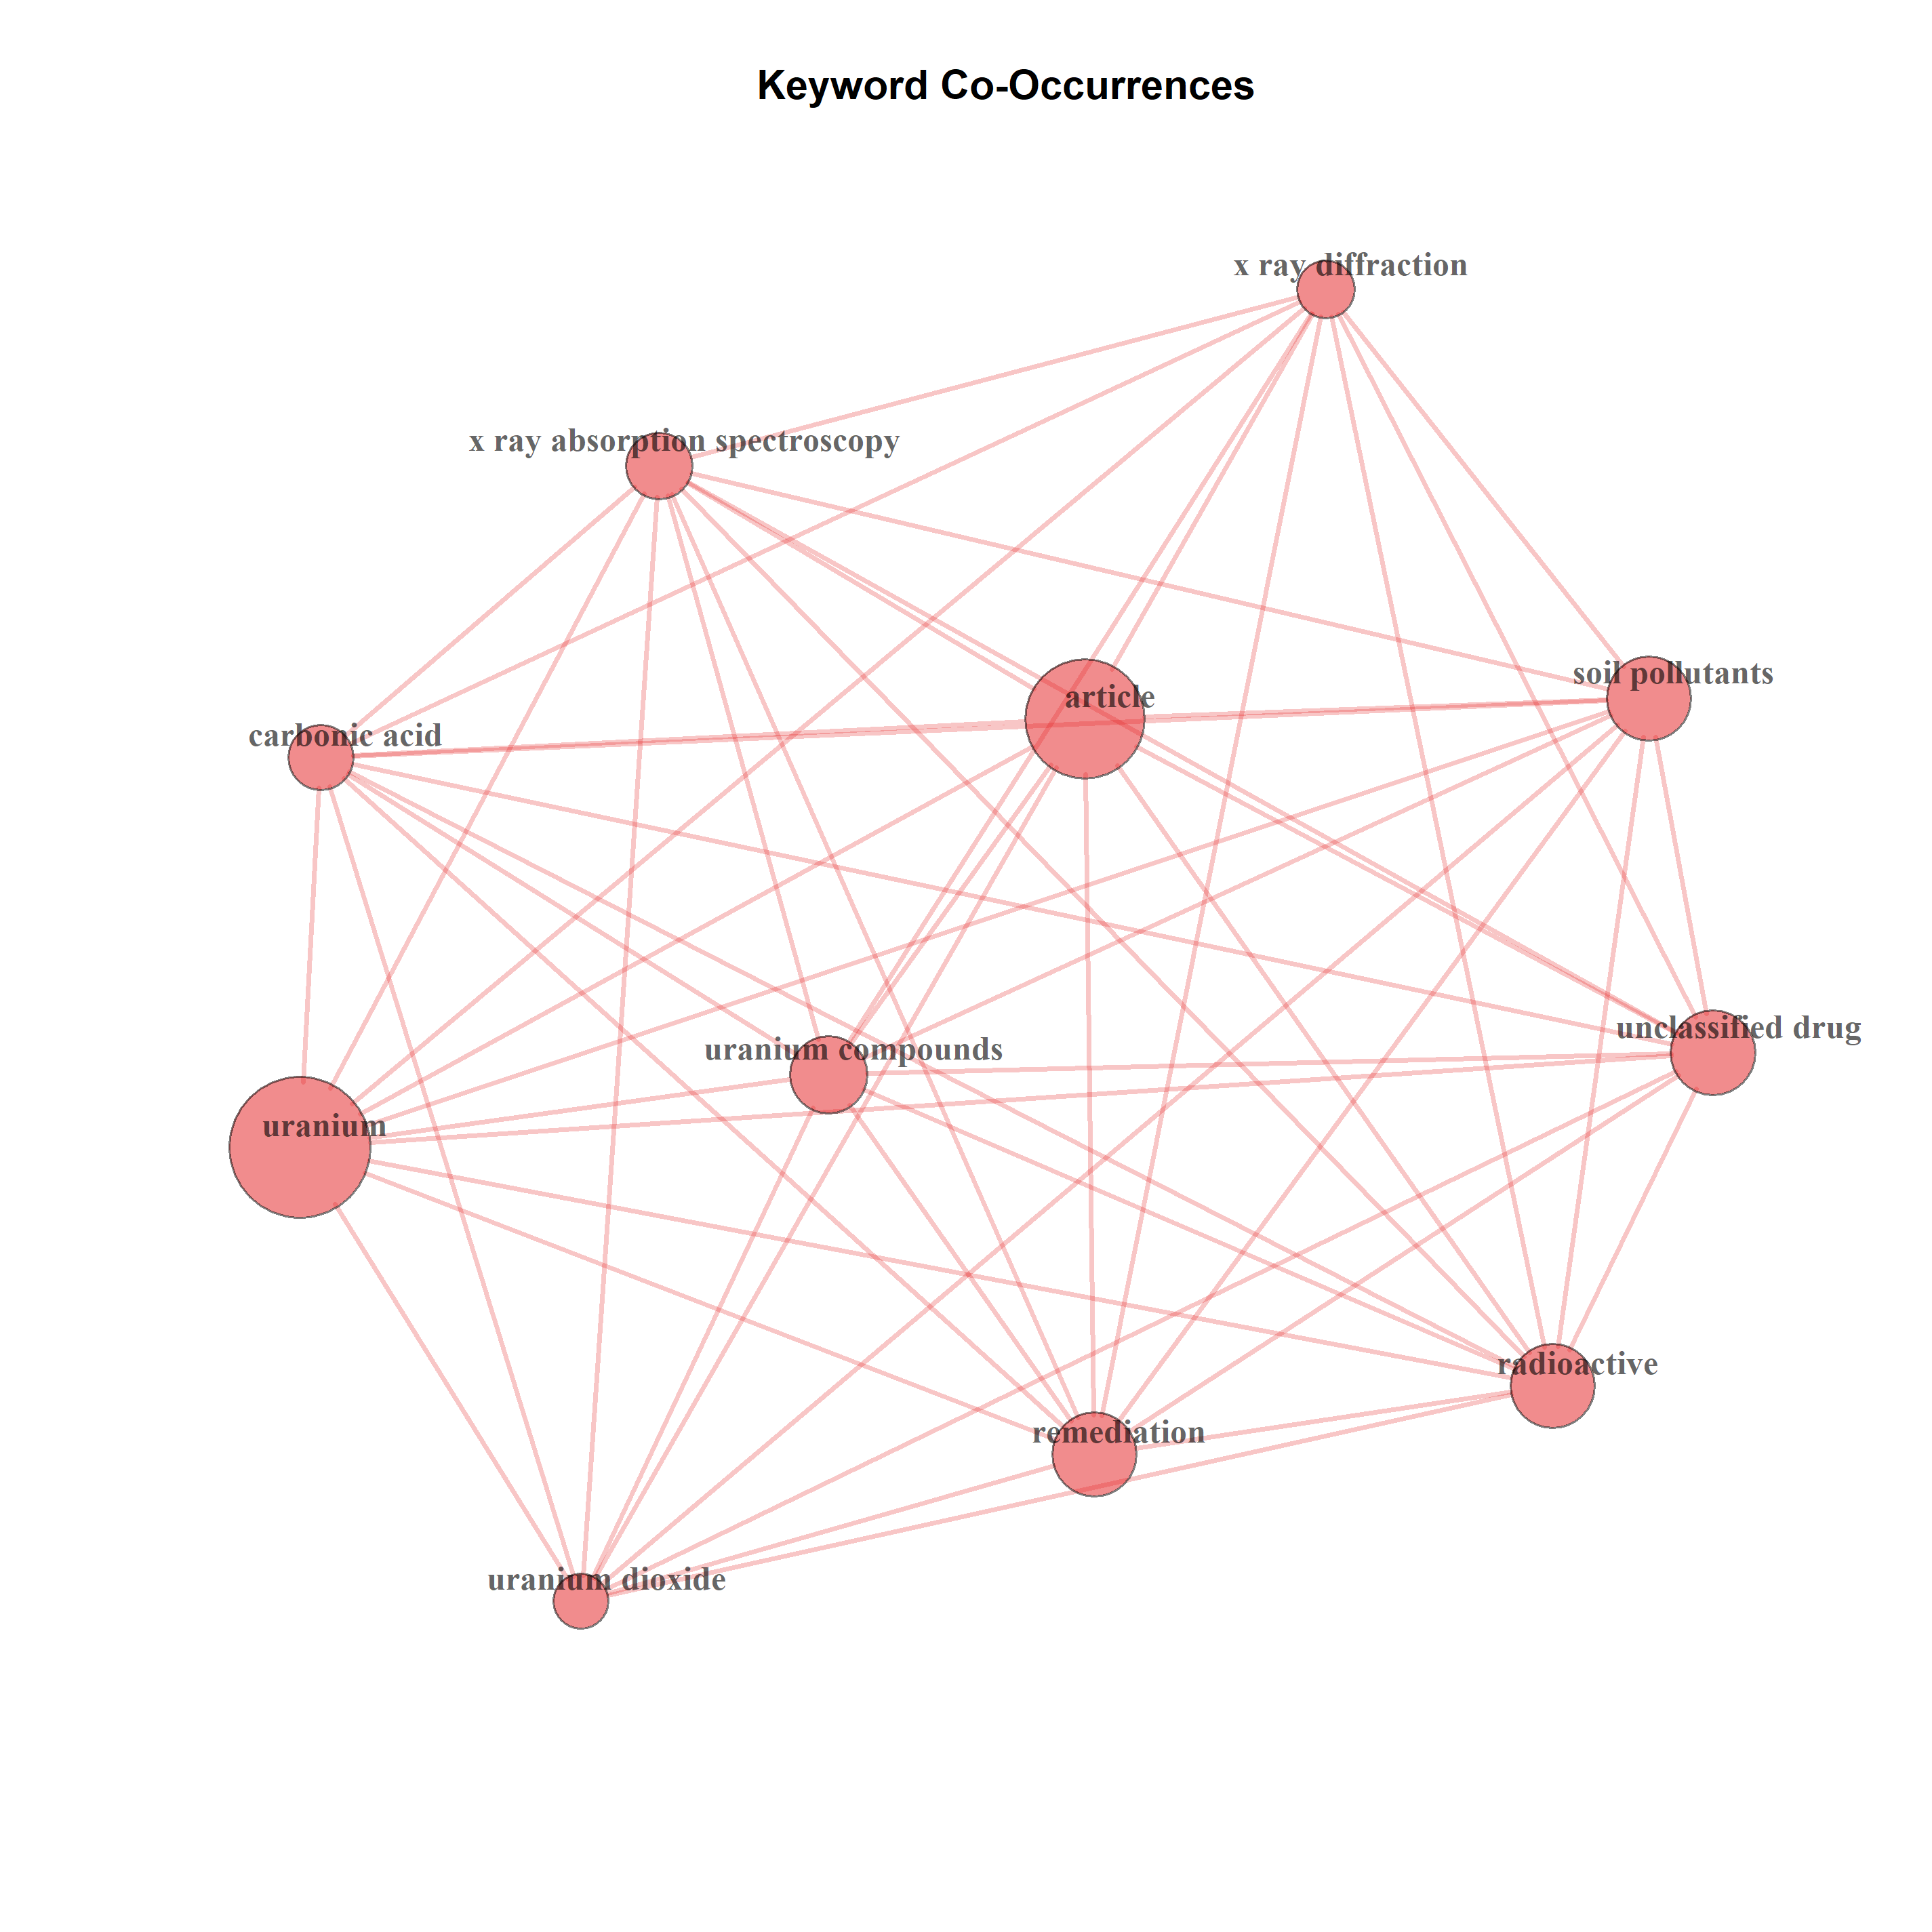 Keyword Co-Occurrences
x ray diffraction
x ray absorption spectroscopy
soil pollutants
article
carbonic acid
unclassified drug
uranium compounds
uranium
radioactive
remediation
uranium dioxide